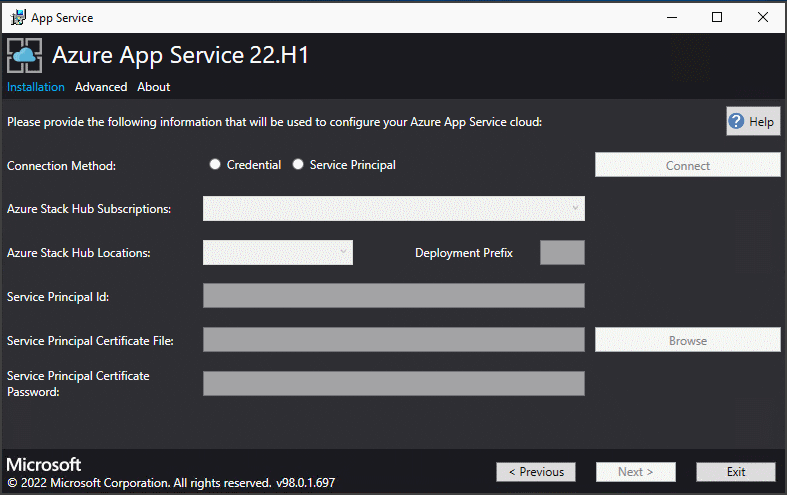 App Service
Azure App Service 22.H1
Installation Advanced About
Please provide the following information that will be used to configure your Azure App Service cloud:
Help
Connection Method:
Credential
Service Principal
Connect
Azure Stack Hub Subscriptions:
Azure Stack Hub Locations:
Deployment Prefix
Service Principal Id:
Service Principal Certificate File:
Browse
Service Principal Certificate
Password:
Microsoft
© 2022 Microsoft Corporation. All rights reserved. v98.0.1.697
< Previous
Next >
Exit